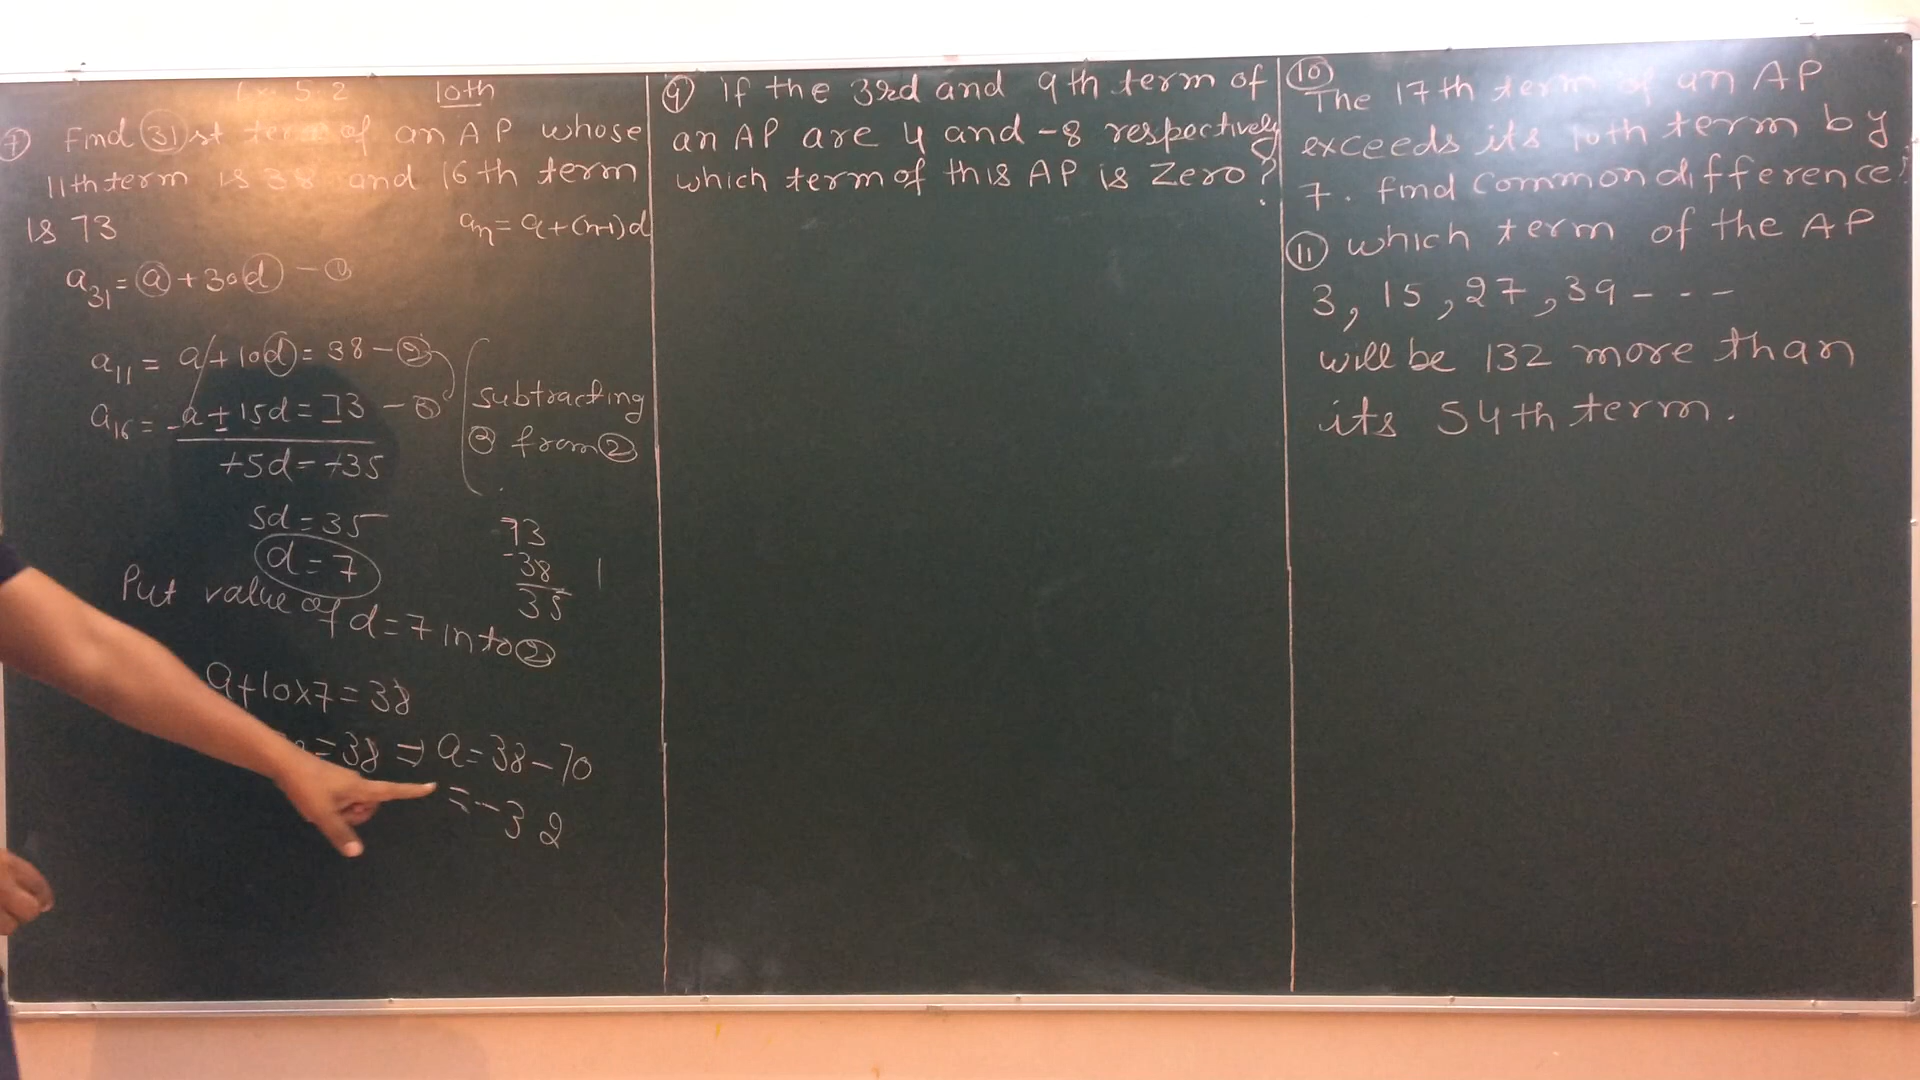 Ex 5.2 10th
7 Find 31st term of an AP whose
11th term is 38 and 16th term
is 73
an = a+(n-1)d
a31 = a + 30d - 1
a11 = a + 10d = 38 - 2
a16 = -a ± 15d = 73 - 3
subtracting
3 from 2
+5d = +35
5d = 35
d = 7
73
-38
35
Put value of d = 7 into 2
a+10x7 = 38
= 38 ⇒ a = 38-70
= -32
9 if the 3rd and 9th term of
an AP are 4 and -8 respectively
which term of this AP is Zero?
10 The 17th term of an AP
exceeds its 10th term by
7. find Common difference?
11 which term of the AP
3, 15, 27, 39 - - -
will be 132 more than
its 54th term.